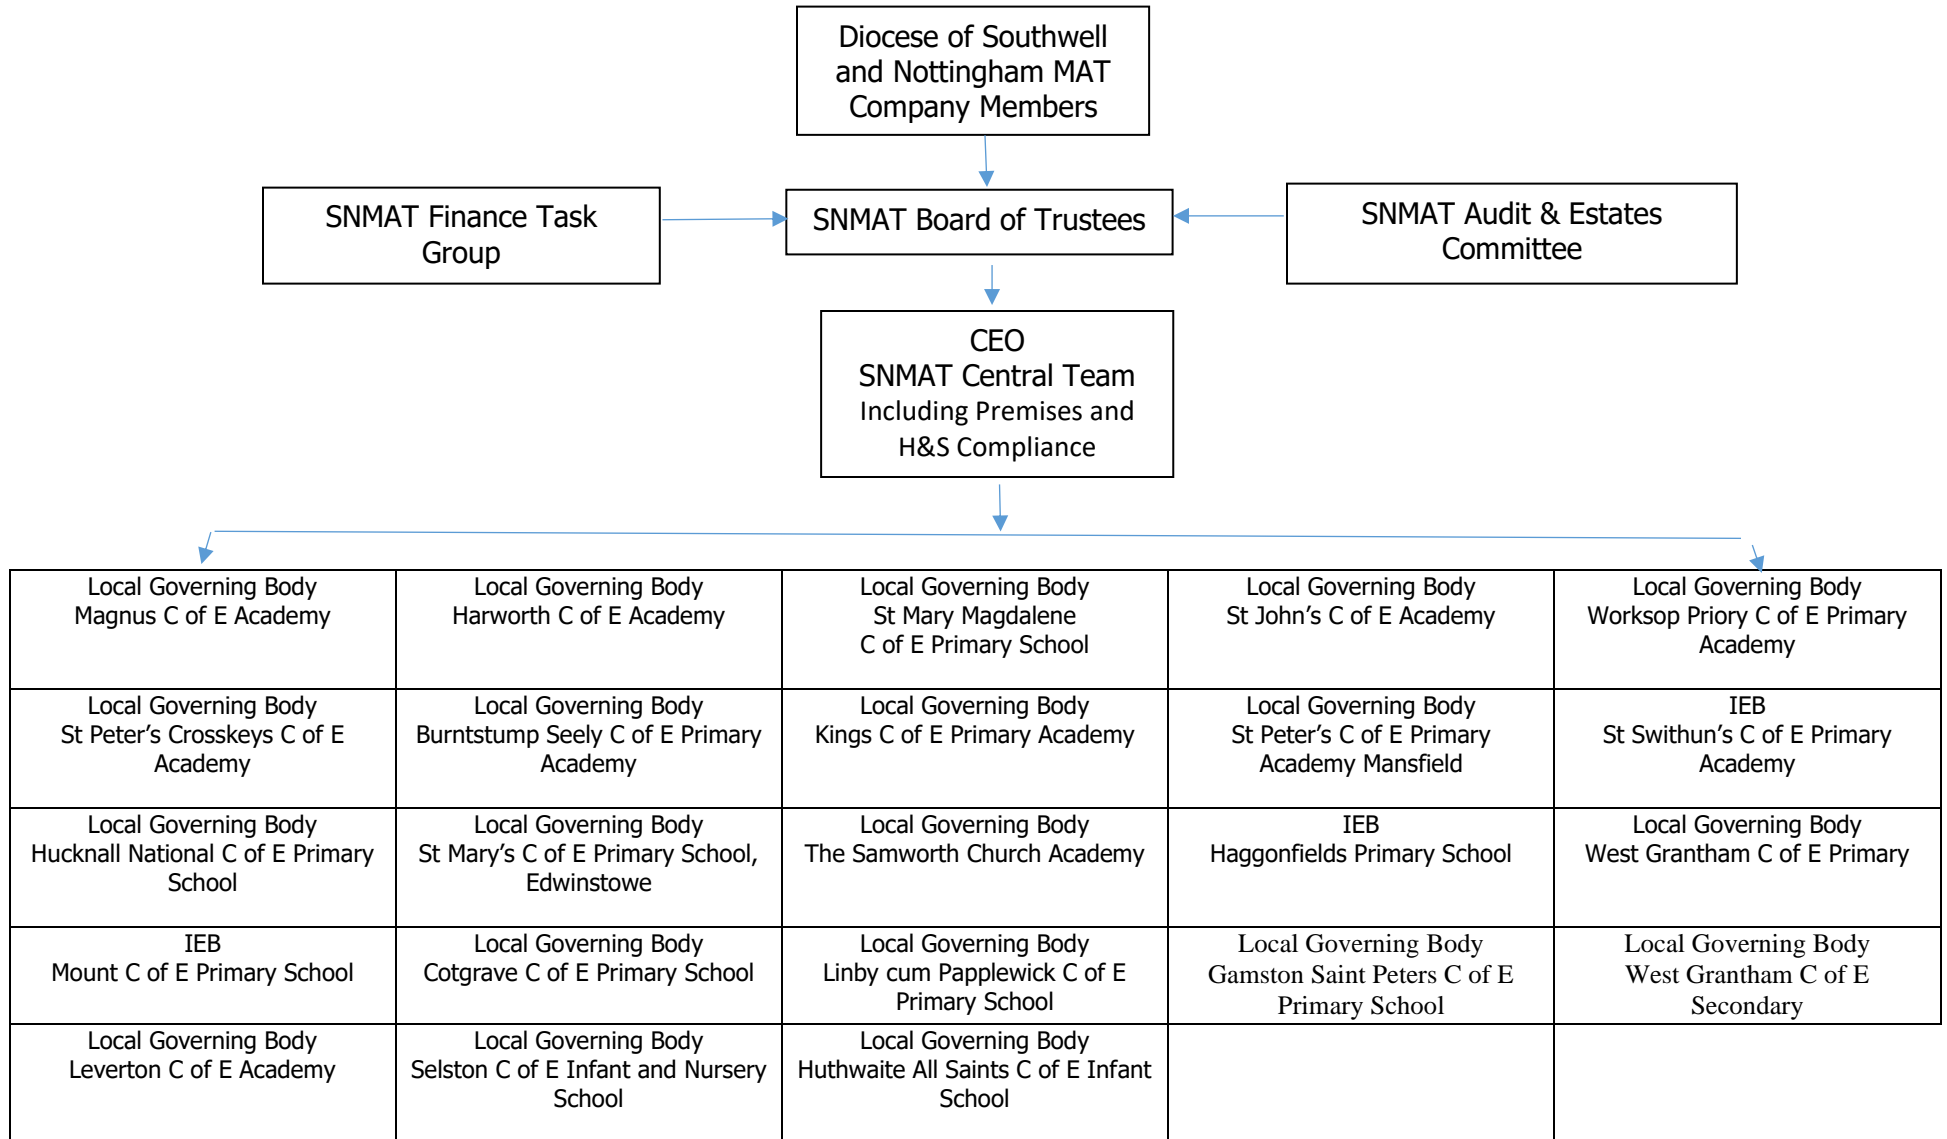 Diocese of Southwell
and Nottingham MAT
Company Members
SNMAT Finance Task
Group
SNMAT Board of Trustees
SNMAT Audit & Estates
Committee
CEO
SNMAT Central Team
Including Premises and
H&S Compliance
Local Governing Body
Magnus C of E Academy
Local Governing Body
Harworth C of E Academy
Local Governing Body
St Mary Magdalene
C of E Primary School
Local Governing Body
St John’s C of E Academy
Local Governing Body
Worksop Priory C of E Primary
Academy
Local Governing Body
St Peter’s Crosskeys C of E
Academy
Local Governing Body
Burntstump Seely C of E Primary
Academy
Local Governing Body
Kings C of E Primary Academy
Local Governing Body
St Peter’s C of E Primary
Academy Mansfield
IEB
St Swithun’s C of E Primary
Academy
Local Governing Body
Hucknall National C of E Primary
School
Local Governing Body
St Mary’s C of E Primary School,
Edwinstowe
Local Governing Body
The Samworth Church Academy
IEB
Haggonfields Primary School
Local Governing Body
West Grantham C of E Primary
IEB
Mount C of E Primary School
Local Governing Body
Cotgrave C of E Primary School
Local Governing Body
Linby cum Papplewick C of E
Primary School
Local Governing Body
Gamston Saint Peters C of E
Primary School
Local Governing Body
West Grantham C of E
Secondary
Local Governing Body
Leverton C of E Academy
Local Governing Body
Selston C of E Infant and Nursery
School
Local Governing Body
Huthwaite All Saints C of E Infant
School